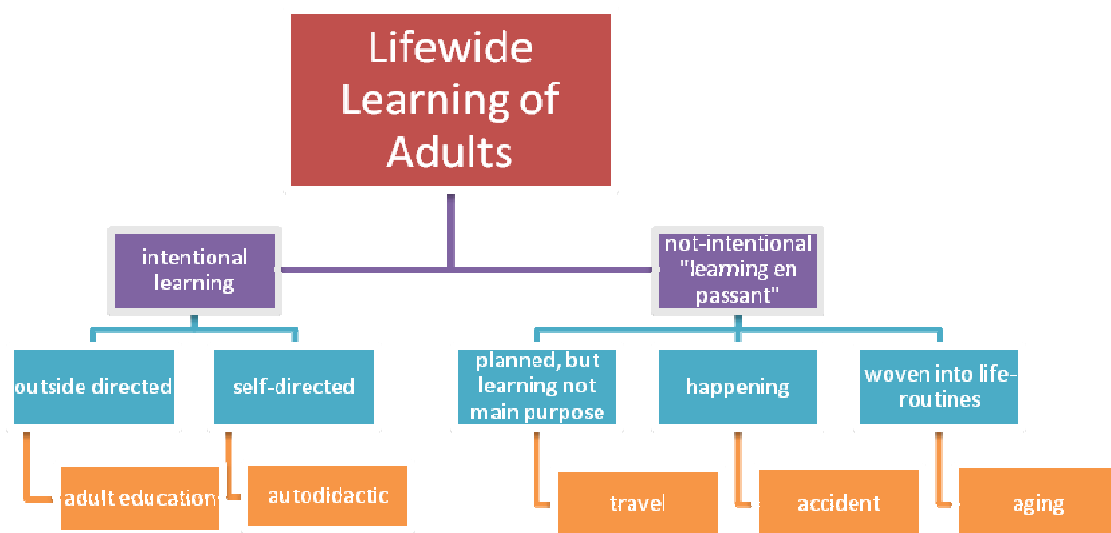 Lifewide
Learning of
Adults
intentional
learning
not-intentional
"learning en
passant"
outside directed
self-directed
planned, but
learning not
main purpose
happening
woven into life-
routines
adult educations
autodidactic
travel
accident
aging